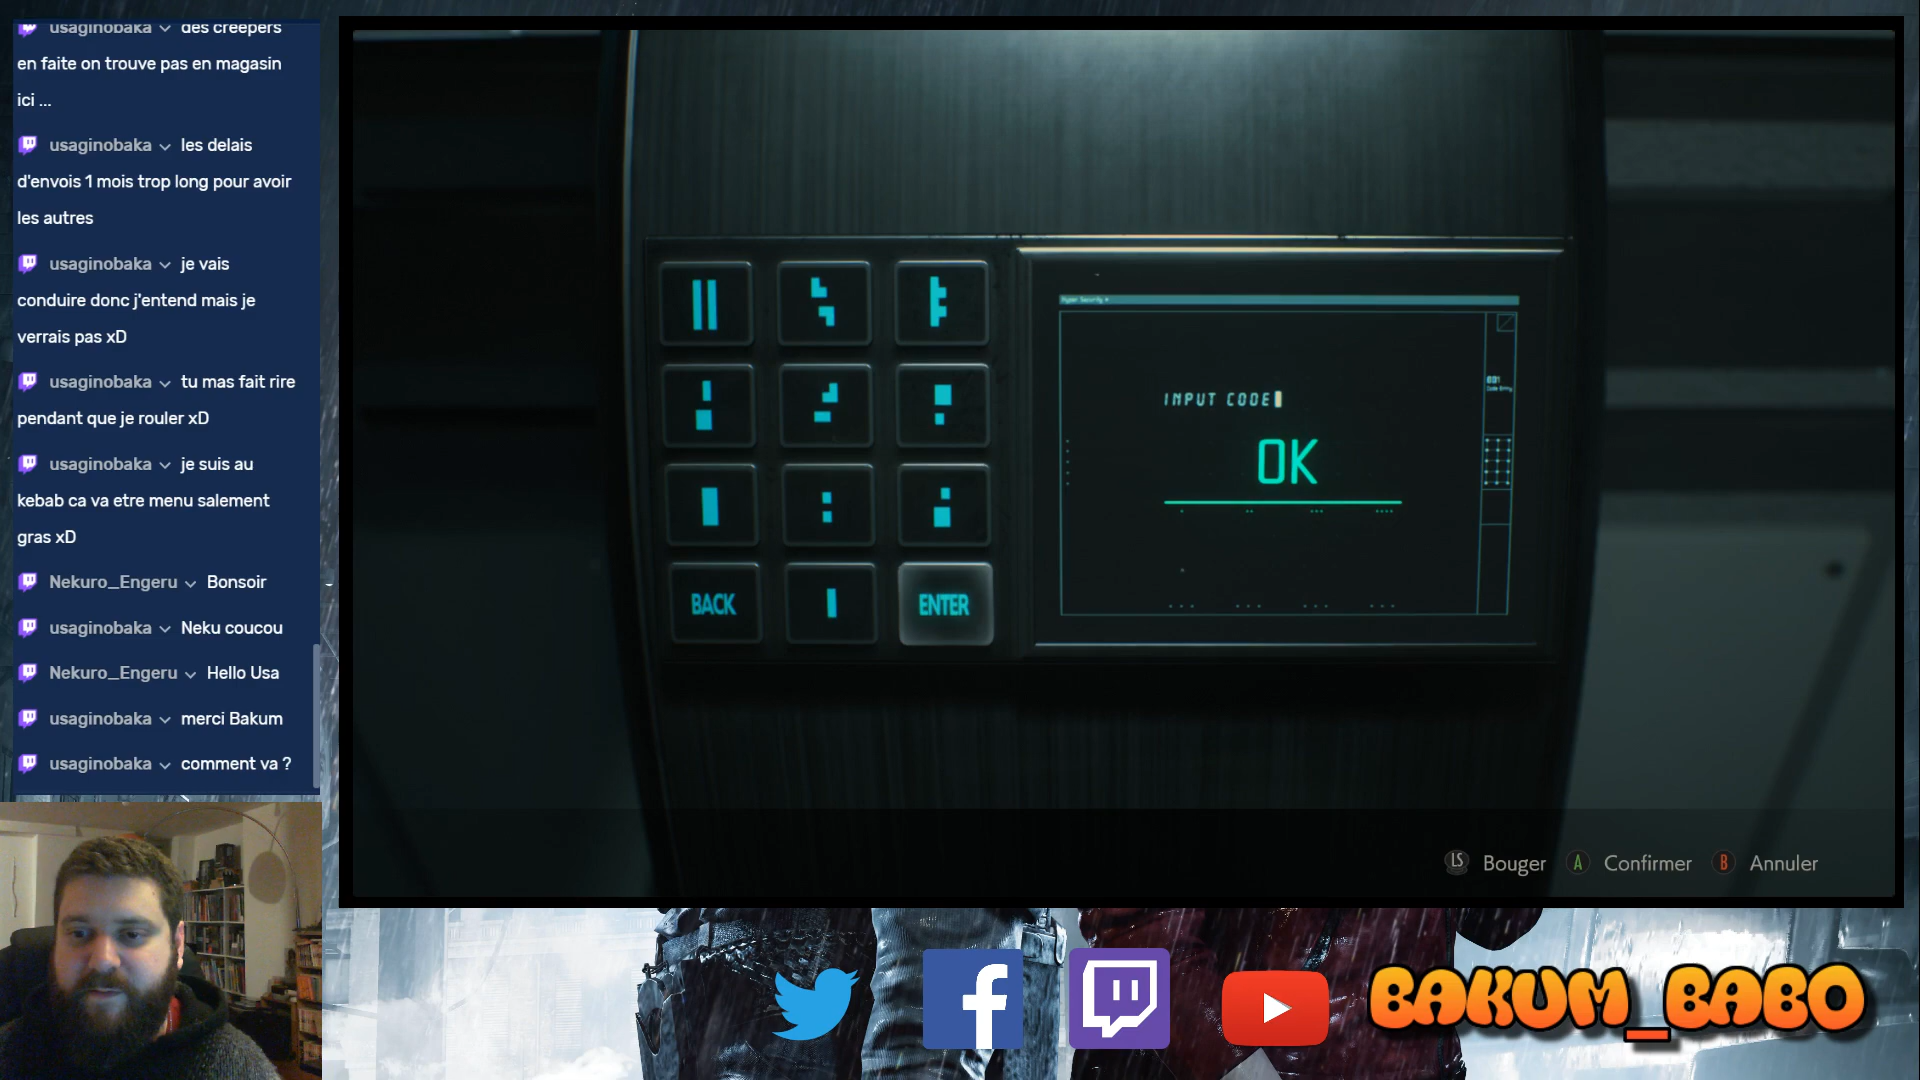 usaginobaka des creepers
en faite on trouve pas en magasin
ici ...
usaginobaka les delais
d'envois 1 mois trop long pour avoir
les autres
usaginobaka je vais
conduire donc j'entend mais je
verrais pas xD
usaginobaka tu mas fait rire
pendant que je rouler xD
usaginobaka je suis au
kebab ca va etre menu salement
gras xD
Nekuro_Engeru Bonsoir
usaginobaka Neku coucou
Nekuro_Engeru Hello Usa
usaginobaka merci Bakum
usaginobaka comment va ?
BACK
ENTER
INPUT CODE
OK
LS Bouger A Confirmer B Annuler
BAKUM_BABO